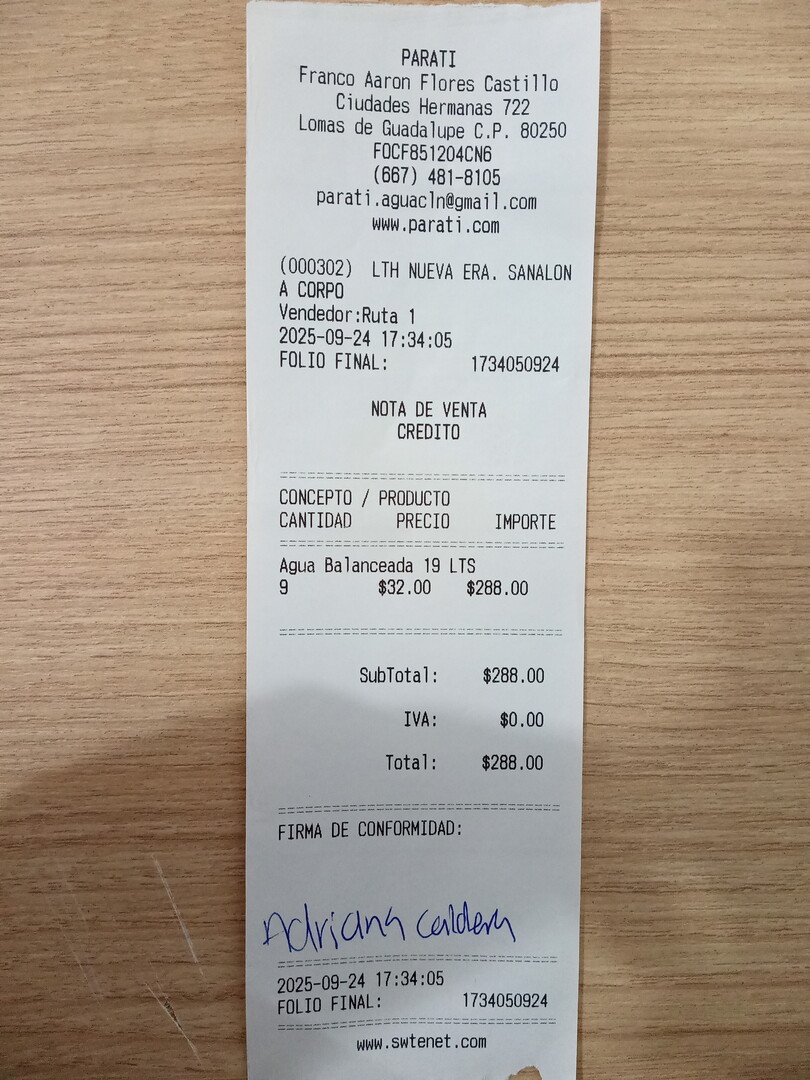 PARATI
Franco Aaron Flores Castillo
Ciudades Hermanas 722
Lomas de Guadalupe C.P. 80250
FOCF851204CN6
(667) 481-8105
parati.aguacln@gmail.com
www.parati.com
(000302) LTH NUEVA ERA. SANALON
A CORPO
Vendedor:Ruta 1
2025-09-24 17:34:05
FOLIO FINAL: 1734050924
NOTA DE VENTA
CREDITO
CONCEPTO / PRODUCTO
CANTIDAD PRECIO IMPORTE
Agua Balanceada 19 LTS
9 $32.00 $288.00
SubTotal: $288.00
IVA: $0.00
Total: $288.00
FIRMA DE CONFORMIDAD:
Adriana caldera
2025-09-24 17:34:05
FOLIO FINAL: 1734050924
www.swtenet.com